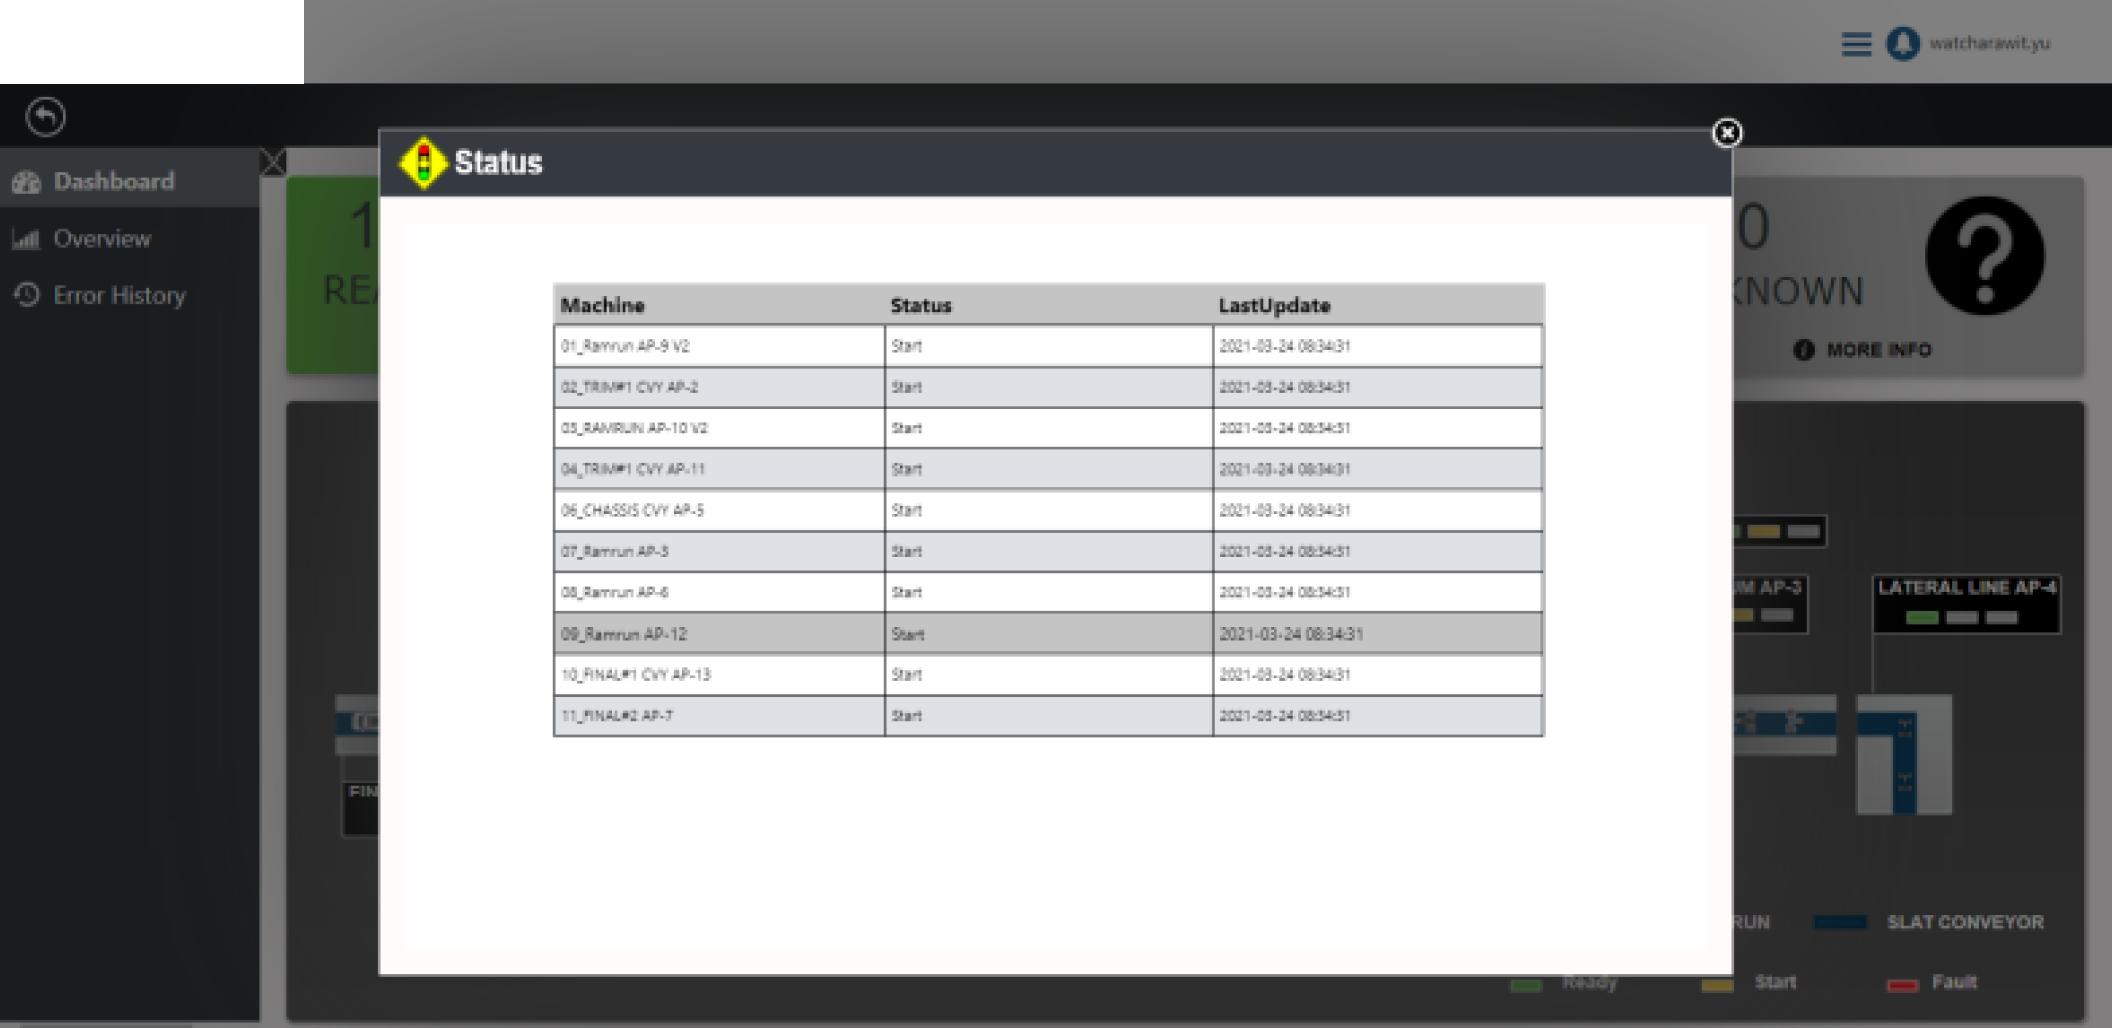 watcharawit.yu
Dashboard
Overview
Error History
Status
1
0
KNOWN
MORE INFO
Machine Status LastUpdate
01_Ramrun AP-9 V2 Start 2021-03-24 08:34:31
02_TRIM#1 CVY AP-2 Start 2021-03-24 08:34:31
03_RAMRUN AP-10 V2 Start 2021-03-24 08:34:31
04_TRIM#1 CVY AP-11 Start 2021-03-24 08:34:31
06_CHASSIS CVY AP-5 Start 2021-03-24 08:34:31
07_Ramrun AP-3 Start 2021-03-24 08:34:31
08_Ramrun AP-6 Start 2021-03-24 08:34:31
09_Ramrun AP-12 Start 2021-03-24 08:34:31
10_FINAL#1 CVY AP-13 Start 2021-03-24 08:34:31
11_FINAL#2 AP-7 Start 2021-03-24 08:34:31
AP-3
LATERAL LINE AP-4
FIN
RUN
SLAT CONVEYOR
Ready
Start
Fault